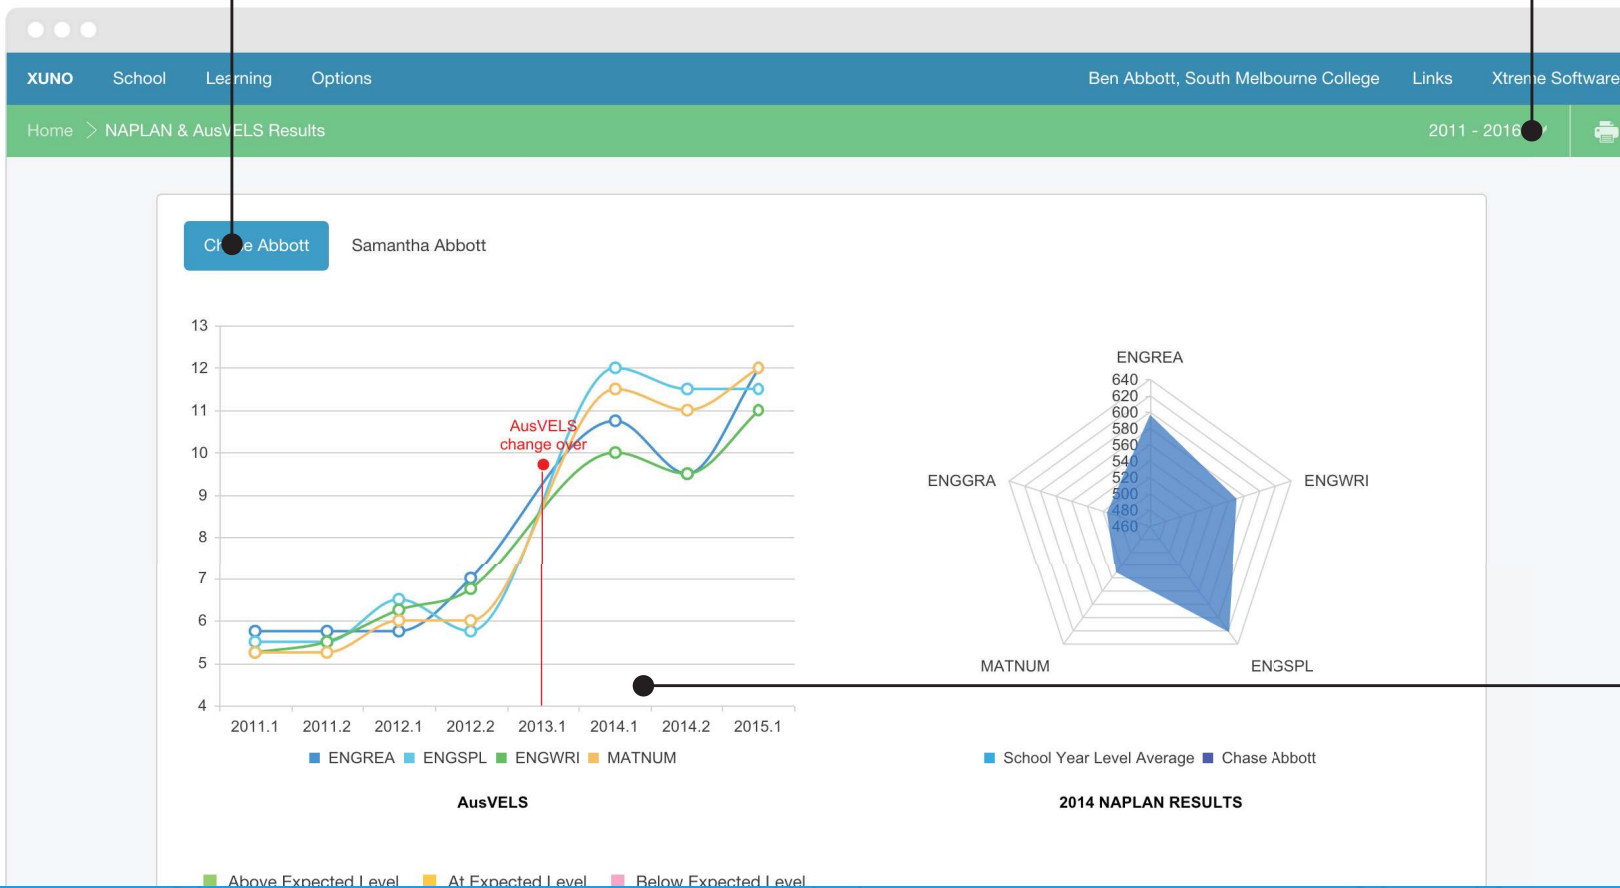 XUNO School Learning Options Ben Abbott, South Melbourne College Links Xtreme Software
Home > NAPLAN & AusVELS Results 2011 - 2016
Chase Abbott Samantha Abbott
13
12
11
10
9
8
7
6
5
4
AusVELS
change over
2011.1 2011.2 2012.1 2012.2 2013.1 2014.1 2014.2 2015.1
ENGREA ENGSPL ENGWRI MATNUM
AusVELS
ENGREA
640
620
600
580
560
540
520
500
480
460
ENGGRA ENGWRI
MATNUM ENGSPL
School Year Level Average Chase Abbott
2014 NAPLAN RESULTS
Above Expected Level At Expected Level Below Expected Level